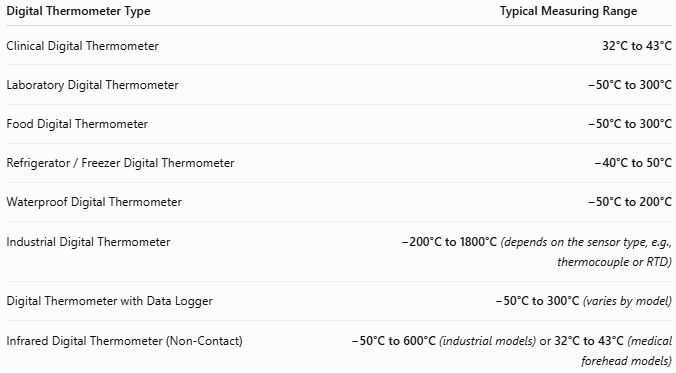 Digital Thermometer Type Typical Measuring Range
Clinical Digital Thermometer 32°C to 43°C
Laboratory Digital Thermometer −50°C to 300°C
Food Digital Thermometer −50°C to 300°C
Refrigerator / Freezer Digital Thermometer −40°C to 50°C
Waterproof Digital Thermometer −50°C to 200°C
Industrial Digital Thermometer −200°C to 1800°C (depends on the sensor type, e.g.,
thermocouple or RTD)
Digital Thermometer with Data Logger −50°C to 300°C (varies by model)
Infrared Digital Thermometer (Non-Contact) −50°C to 600°C (industrial models) or 32°C to 43°C (medical
forehead models)